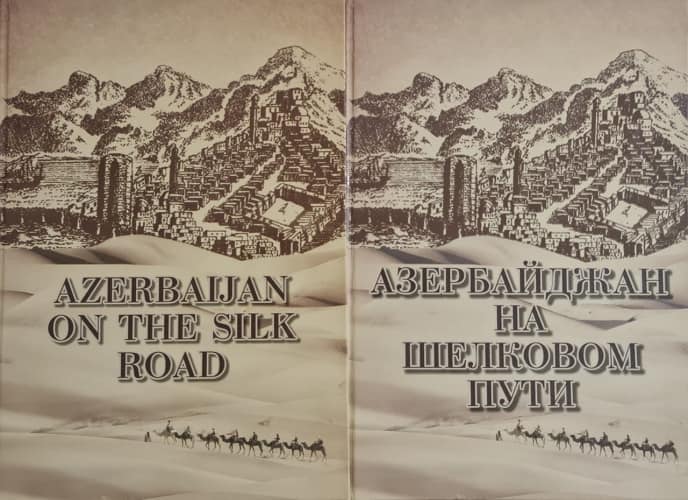 AZERBAIJAN
ON THE SILK
ROAD
АЗЕРБАЙДЖАН
НА
ШЕЛКОВОМ
ПУТИ